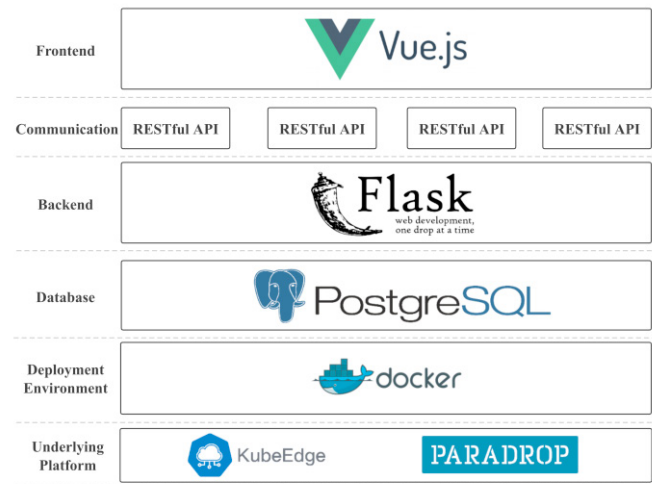 Frontend
Vue.js
Communication
RESTful API
RESTful API
RESTful API
RESTful API
Backend
Flask
web development,
one drop at a time
Database
PostgreSQL
Deployment
Environment
docker
Underlying
Platform
KubeEdge
PARADROP